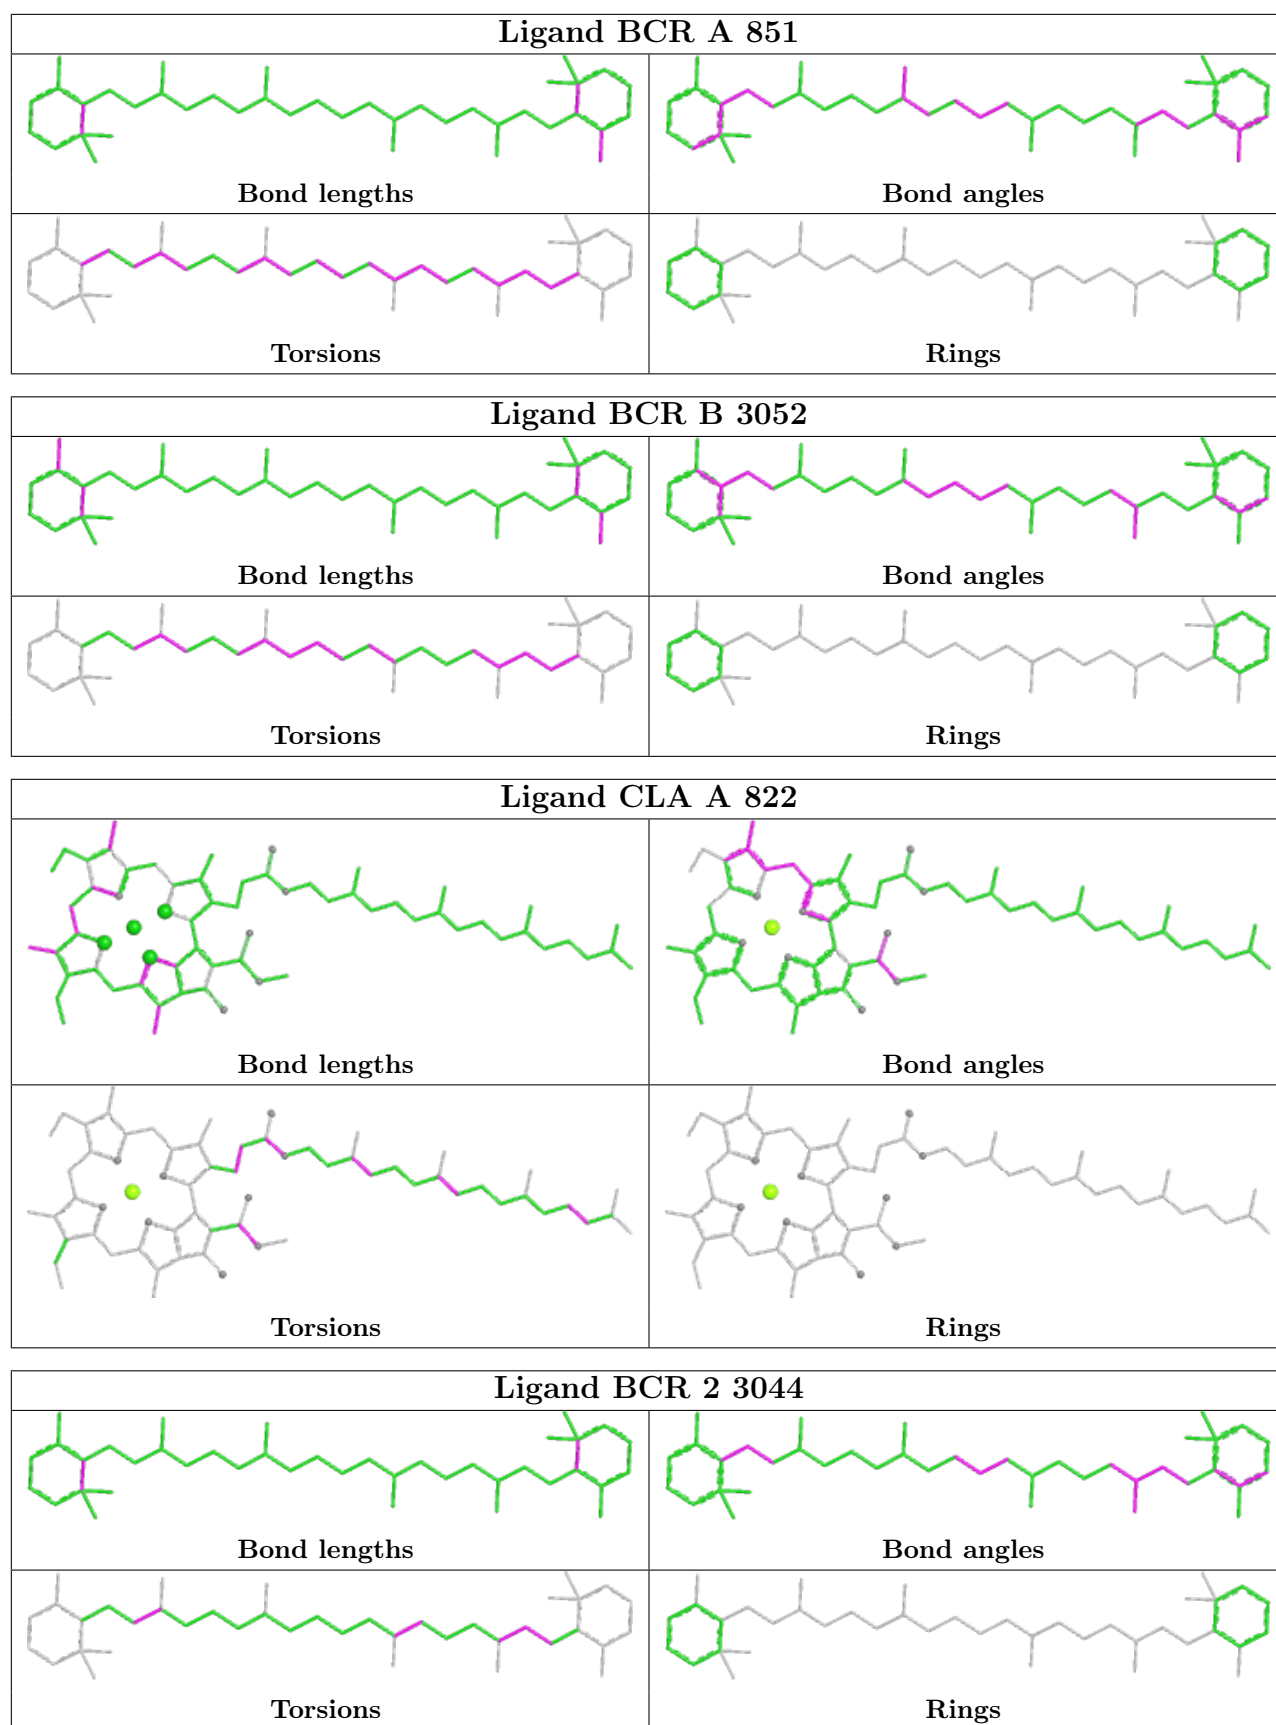 Ligand BCR A 851
Bond lengths
Bond angles
Torsions
Rings
Ligand BCR B 3052
Bond lengths
Bond angles
Torsions
Rings
Ligand CLA A 822
Bond lengths
Bond angles
Torsions
Rings
Ligand BCR 2 3044
Bond lengths
Bond angles
Torsions
Rings